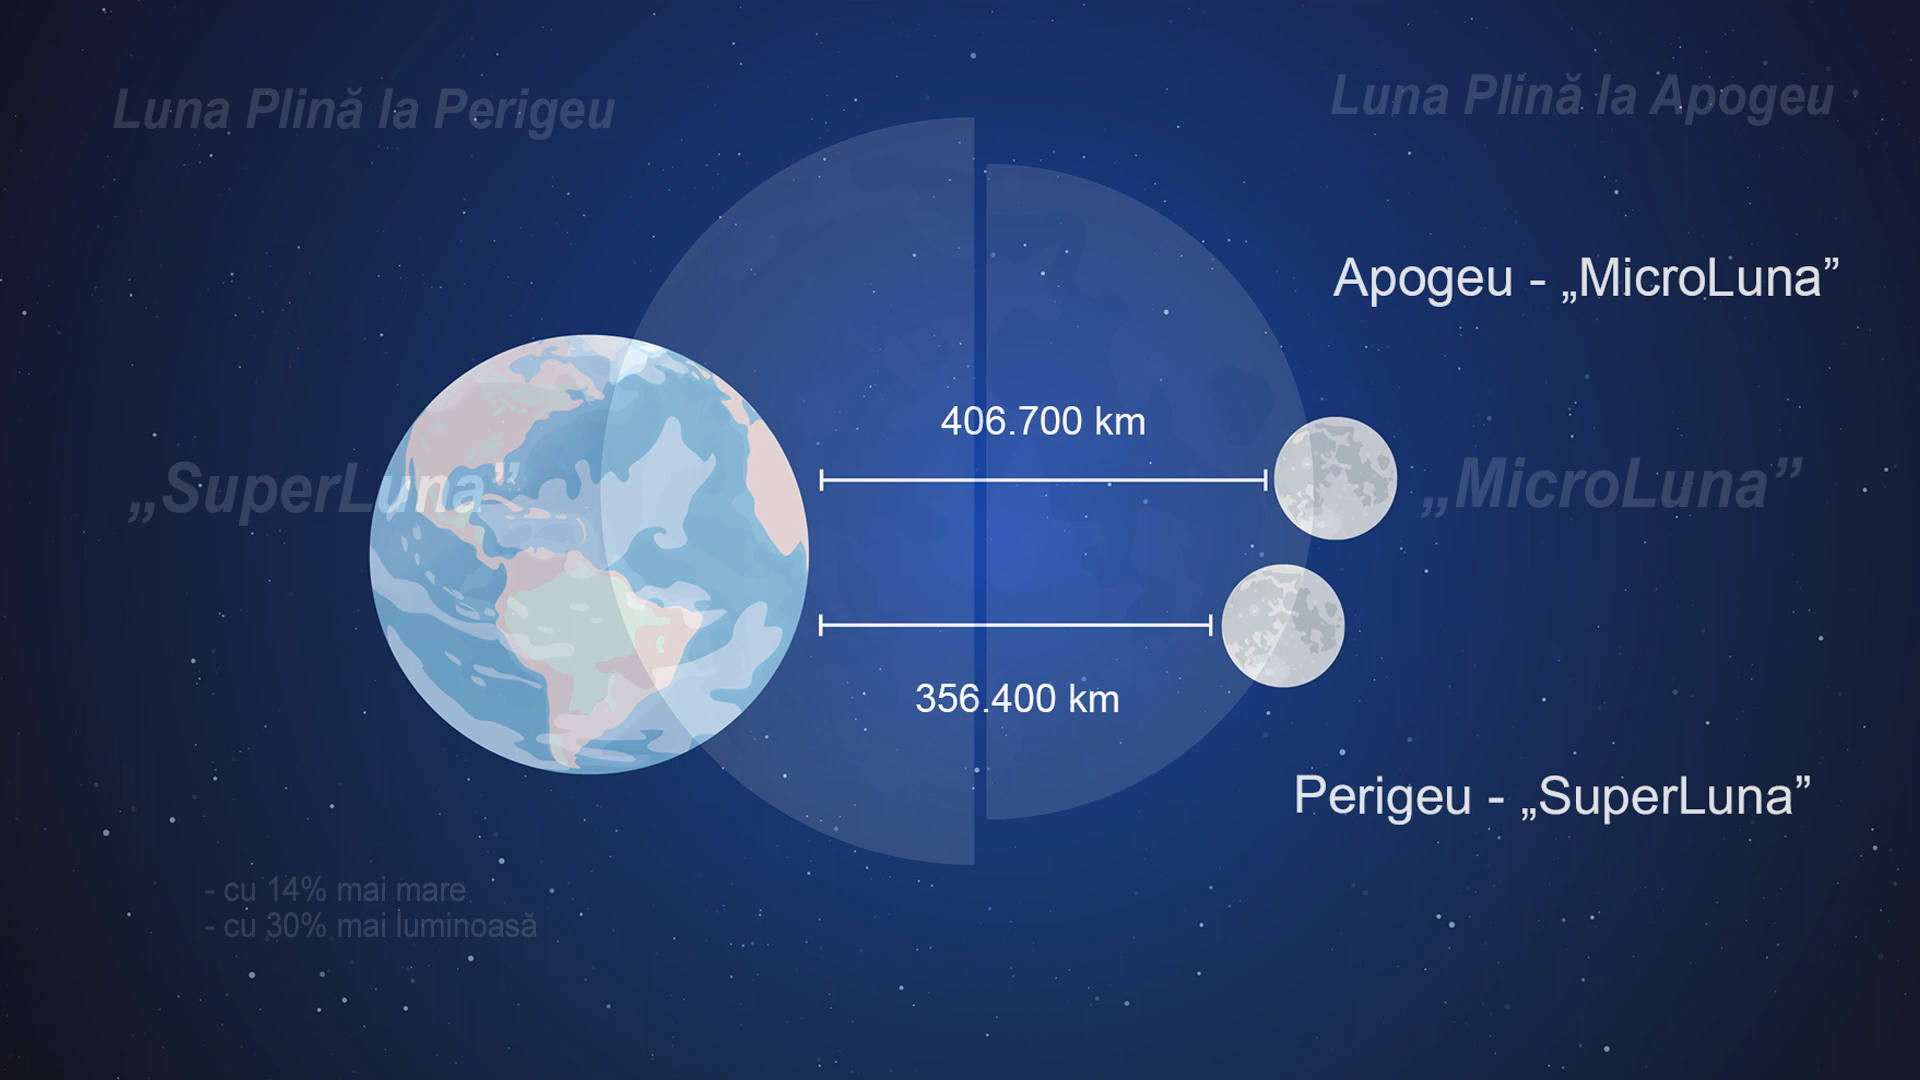 Luna Plină la Perigeu
Luna Plină la Apogeu
Apogeu - „MicroLuna”
406.700 km
„SuperLuna”
„MicroLuna”
356.400 km
Perigeu - „SuperLuna”
- cu 14% mai mare
- cu 30% mai luminoasă